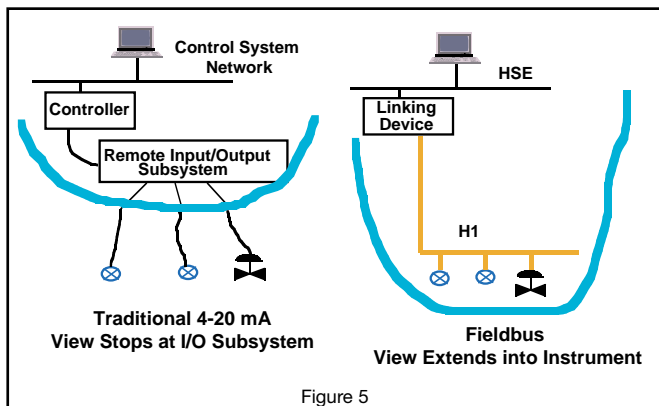 Control System
Network
Controller
Remote Input/Output
Subsystem
Traditional 4-20 mA
View Stops at I/O Subsystem
HSE
Linking
Device
H1
Fieldbus
View Extends into Instrument
Figure 5